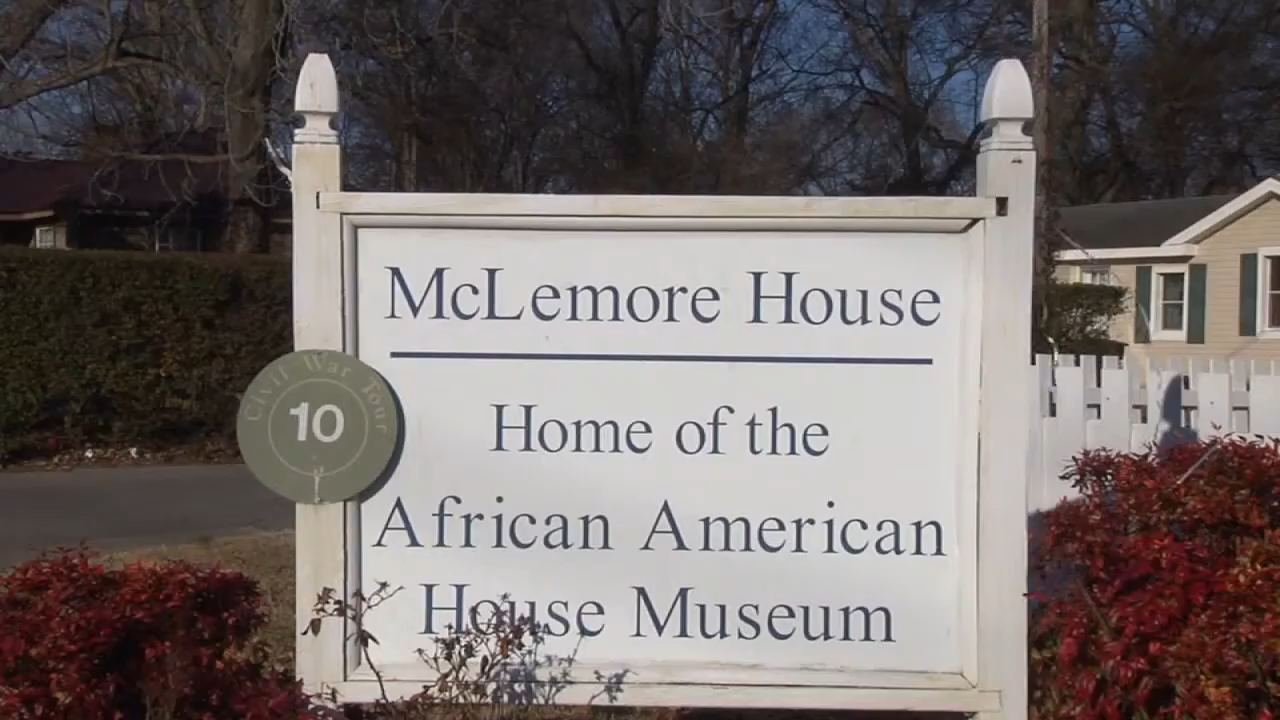 McLemore House
Civil War Tour
10
Home of the
African American
House Museum